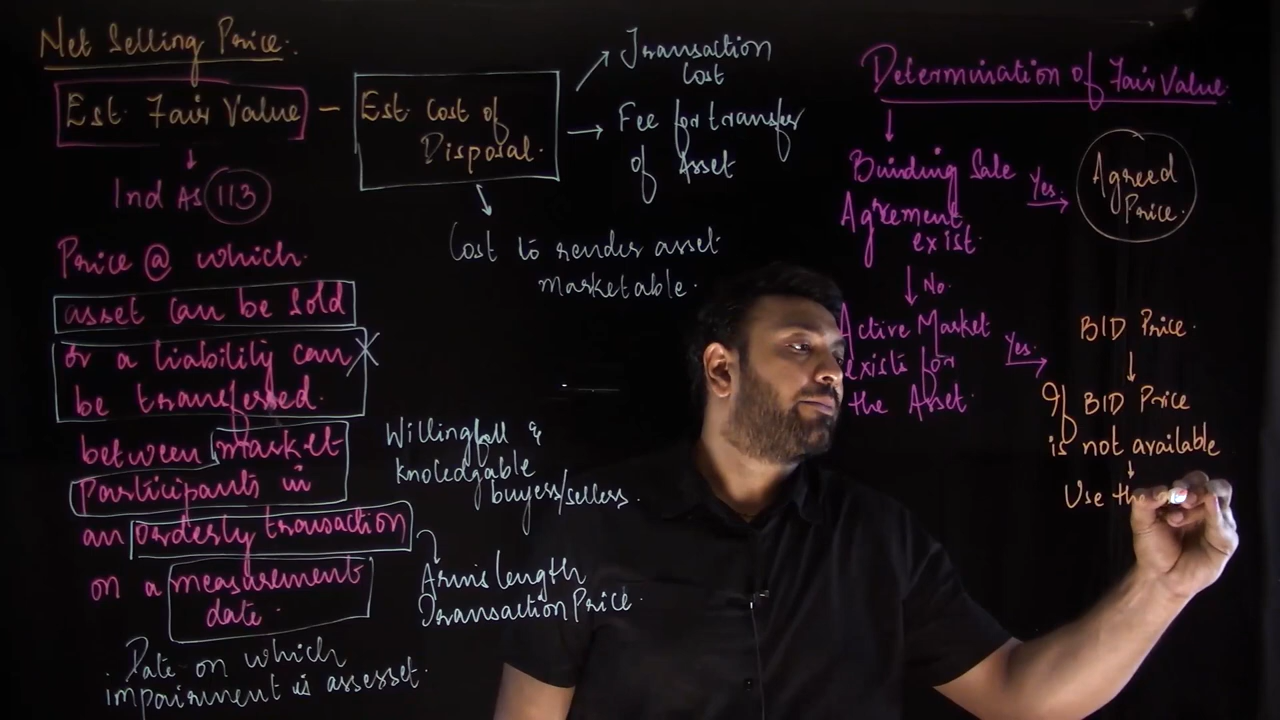 Net Selling Price.
Est. Fair Value - Est. Cost of
Disposal.
Ind AS 113
Price @ which
asset can be sold
or a liability can
be transferred.
between market
participants in
an orderly transaction
on a measurement
date.
Date on which
impairment is assesset.
Willingfull &
knoledgable
buyers/sellers.
Arm's length
Transaction Price.
Transaction
Cost
Fee for transfer
of Asset
Cost to render asset
marketable.
Determination of Fair Value
Binding Sale
Agreement
exist.
Yes.
Agreed
Price.
No.
Active Market
exists for
the Asset.
Yes.
BID Price.
If BID Price
is not available
Use the